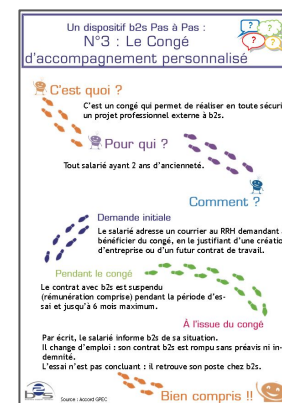 Un dispositif b2s Pas à Pas :
N°3 : Le Congé
d'accompagnement personnalisé
C'est quoi ?
C'est un congé qui permet de réaliser en toute sécuri
un projet professionnel externe à b2s.
Pour qui ?
Tout salarié ayant 2 ans d'ancienneté.
Comment ?
Demande initiale
Le salarié adresse un courrier au RRH demandant
bénéficier du congé, en le justifiant d'une créatio
d'entreprise ou d'un futur contrat de travail.
Pendant le congé
Le contrat avec b2s est suspendu
(rémunération comprise) pendant la période d'es-
sai et jusqu'à 6 mois maximum.
À l'issue du congé
Par écrit, le salarié informe b2s de sa situation.
Il change d'emploi : son contrat b2s est rompu sans préavis ni in-
demnité.
L'essai n'est pas concluant : il retrouve son poste chez b2s.
b2s
Source : Accord GPEC
Bien compris !!